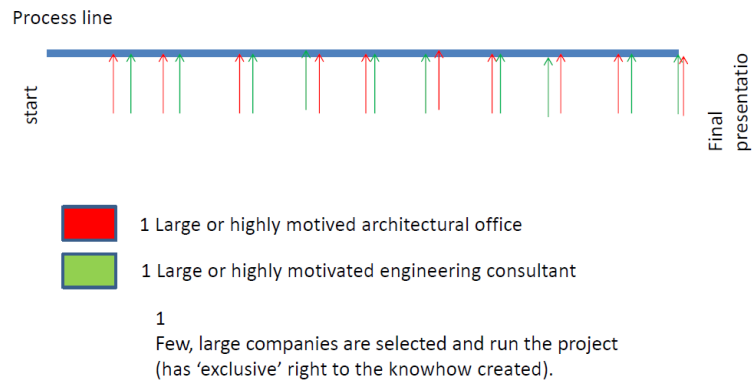 Process line
start
Final
presentatio
1 Large or highly motived architectural office
1 Large or highly motivated engineering consultant
1
Few, large companies are selected and run the project
(has ‘exclusive’ right to the knowhow created).